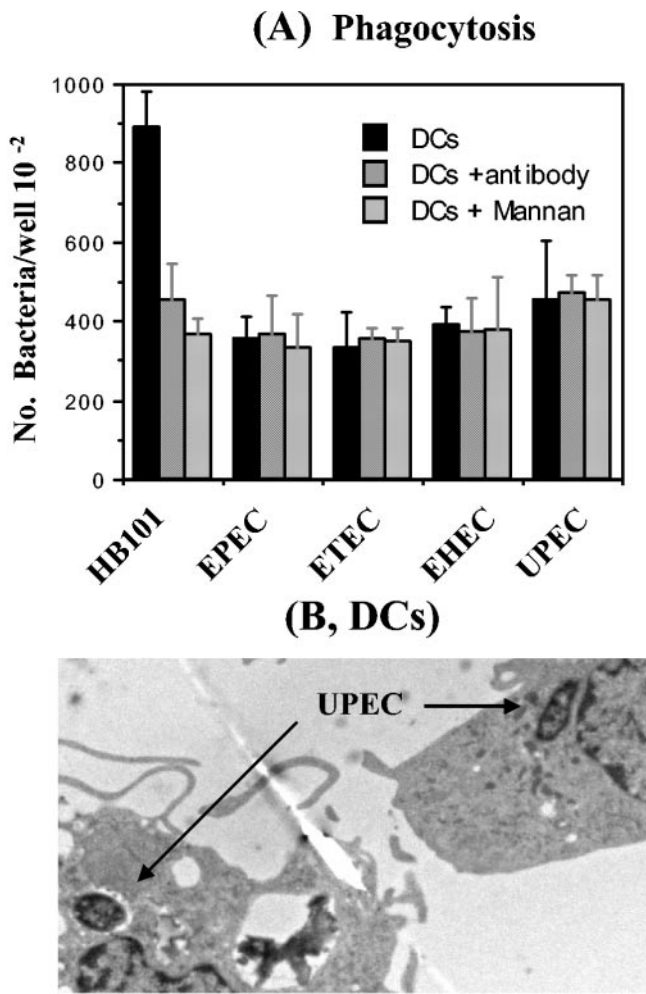 (A) Phagocytosis
No. Bacteria/well 10 -2
1000
800
600
400
200
0
DCs
DCs +antibody
DCs + Mannan
HB101
EPEC
ETEC
EHEC
UPEC
(B, DCs)
UPEC